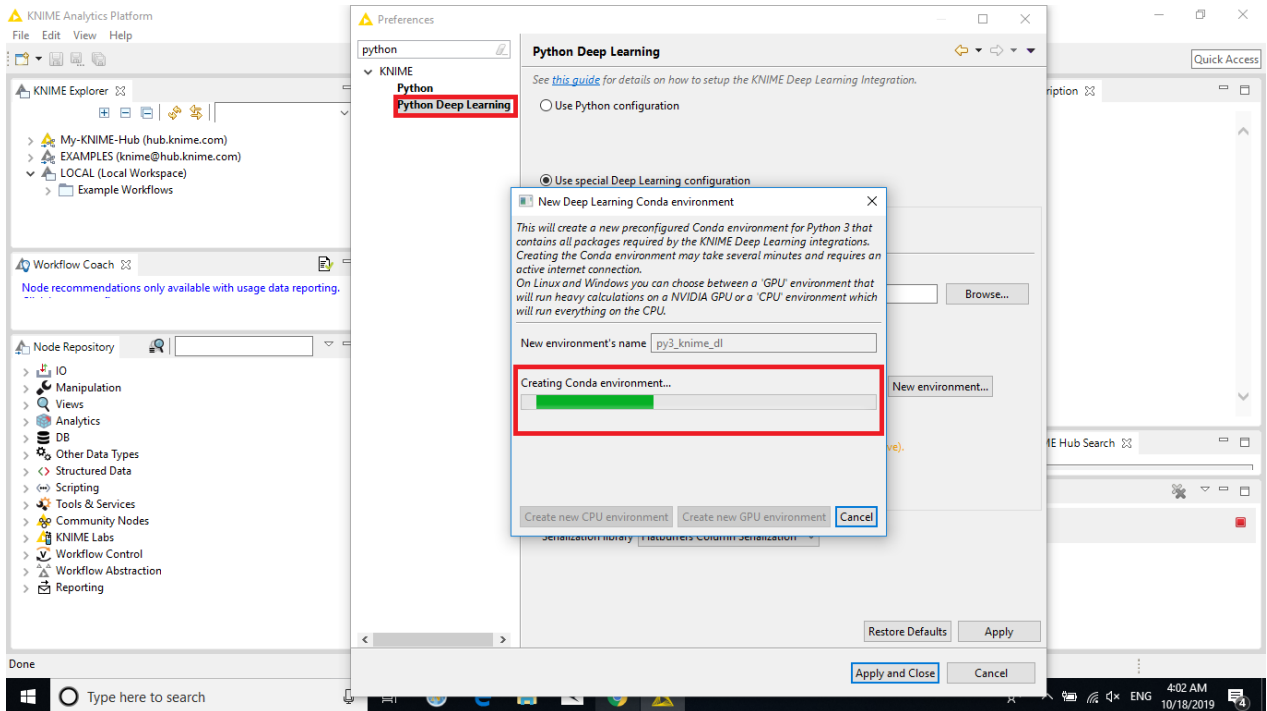 KNIME Analytics Platform
File Edit View Help
Quick Access
KNIME Explorer
My-KNIME-Hub (hub.knime.com)
EXAMPLES (knime@hub.knime.com)
LOCAL (Local Workspace)
Example Workflows
Workflow Coach
Node recommendations only available with usage data reporting.
Node Repository
IO
Manipulation
Views
Analytics
DB
Other Data Types
Structured Data
Scripting
Tools & Services
Community Nodes
KNIME Labs
Workflow Control
Workflow Abstraction
Reporting
Done
Preferences
python
KNIME
Python
Python Deep Learning
Python Deep Learning
See this guide for details on how to setup the KNIME Deep Learning Integration.
Use Python configuration
Use special Deep Learning configuration
Browse...
New environment...
ve).
Serialization library Flatbuffers Column Serialization
Restore Defaults Apply
Apply and Close Cancel
New Deep Learning Conda environment
This will create a new preconfigured Conda environment for Python 3 that
contains all packages required by the KNIME Deep Learning integrations.
Creating the Conda environment may take several minutes and requires an
active internet connection.
On Linux and Windows you can choose between a 'GPU' environment that
will run heavy calculations on a NVIDIA GPU or a 'CPU' environment which
will run everything on the CPU.
New environment's name py3_knime_dl
Creating Conda environment...
Create new CPU environment Create new GPU environment Cancel
ription
ME Hub Search
Type here to search
ENG
4:02 AM
10/18/2019
4